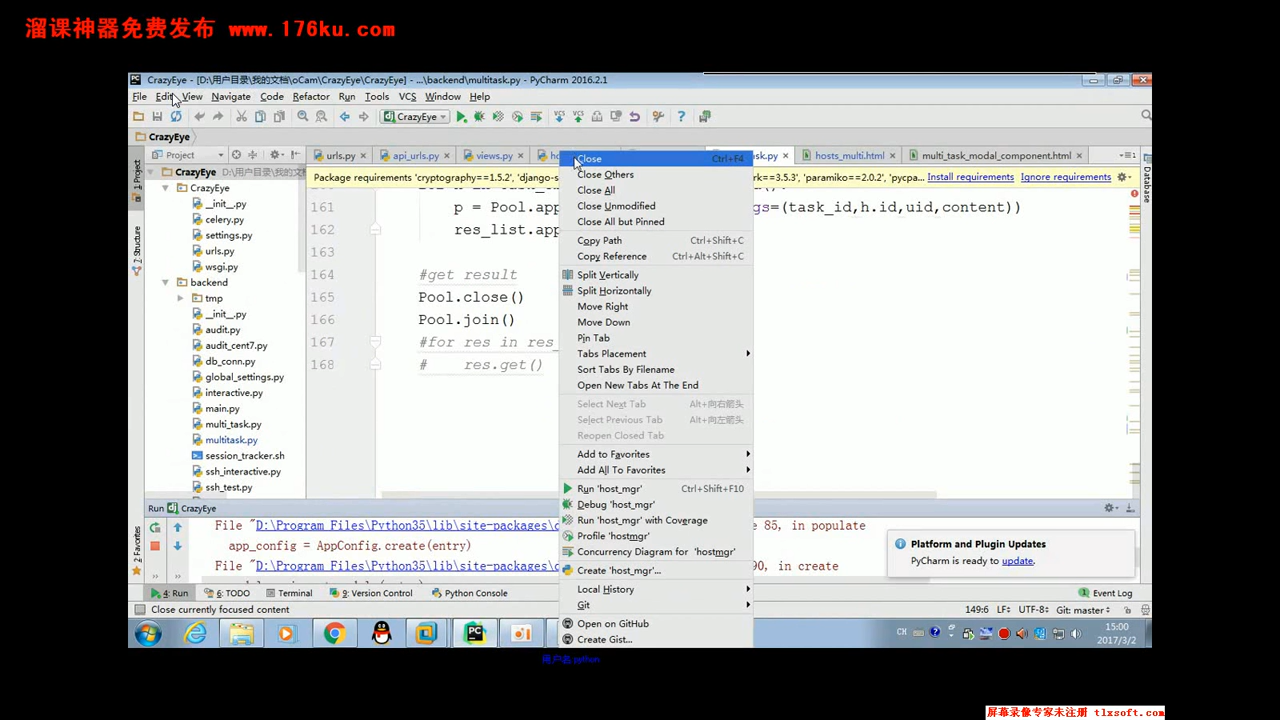 溜课神器免费发布 www.176ku.com
CrazyEye - [D:\用户目录\我的文档\oCam\CrazyEye\CrazyEye] - ...\backend\multitask.py - PyCharm 2016.2.1
File Edit View Navigate Code Refactor Run Tools VCS Window Help
CrazyEye
CrazyEye
Project urls.py api_urls.py views.py hosts_multi.html multi_task_modal_component.html
1: Project
Database
Package requirements 'cryptography==1.5.2', 'django- rk==3.5.3', 'paramiko==2.0.2', 'pycpa... Install requirements Ignore requirements
CrazyEye D:\用户目录\我的文
CrazyEye
__init__.py
celery.py
settings.py
urls.py
wsgi.py
backend
tmp
__init__.py
audit.py
audit_cent7.py
db_conn.py
global_settings.py
interactive.py
main.py
multi_task.py
multitask.py
session_tracker.sh
ssh_interactive.py
ssh_test.py
7: Structure
161 p = Pool.app gs=(task_id,h.id,uid,content))
162 res_list.app
163
164 #get result
165 Pool.close()
166 Pool.join()
167 #for res in res_
168 # res.get()
Close Ctrl+F4
Close Others
Close All
Close Unmodified
Close All but Pinned
Copy Path Ctrl+Shift+C
Copy Reference Ctrl+Alt+Shift+C
Split Vertically
Split Horizontally
Move Right
Move Down
Pin Tab
Tabs Placement
Sort Tabs By Filename
Open New Tabs At The End
Select Next Tab Alt+向右箭头
Select Previous Tab Alt+向左箭头
Reopen Closed Tab
Add to Favorites
Add All To Favorites
Run 'host_mgr' Ctrl+Shift+F10
Debug 'host_mgr'
Run 'host_mgr' with Coverage
Profile 'hostmgr'
Concurrency Diagram for 'hostmgr'
Create 'host_mgr'...
Local History
Git
Open on GitHub
Create Gist...
Run CrazyEye
File "D:\Program Files\Python35\lib\site-packages\ e 85, in populate
app_config = AppConfig.create(entry)
File "D:\Program Files\Python35\lib\site-packages\ 90, in create
2: Favorites
Platform and Plugin Updates
PyCharm is ready to update.
4: Run 6: TODO Terminal 9: Version Control Python Console Event Log
Close currently focused content 149:6 LF÷ UTF-8÷ Git: master÷
CH 15:00
2017/3/2
用户名 python
屏幕录像专家未注册 tlxsoft.com